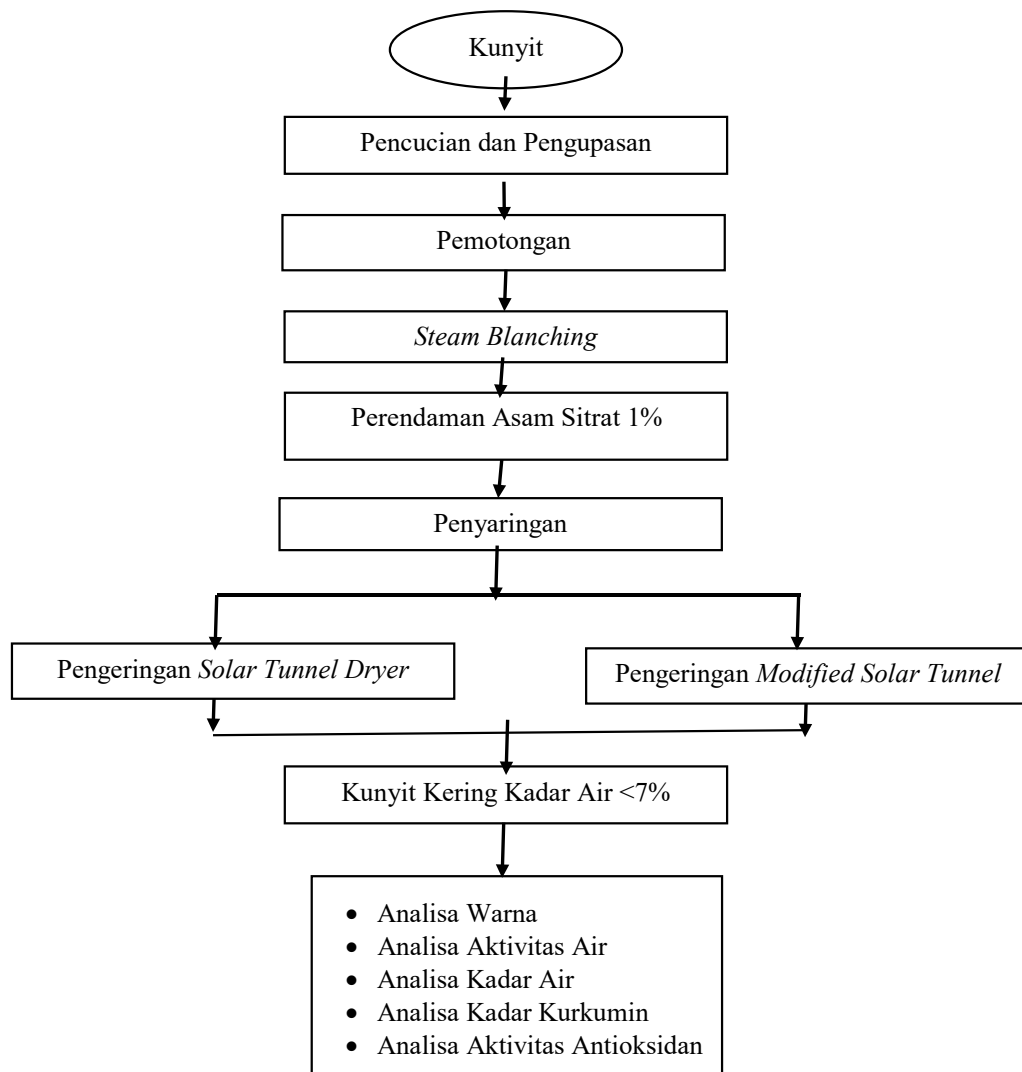 Kunyit
Pencucian dan Pengupasan
Pemotongan
Steam Blanching
Perendaman Asam Sitrat 1%
Penyaringan
Pengeringan Solar Tunnel Dryer
Pengeringan Modified Solar Tunnel
Kunyit Kering Kadar Air <7%
• Analisa Warna
• Analisa Aktivitas Air
• Analisa Kadar Air
• Analisa Kadar Kurkumin
• Analisa Aktivitas Antioksidan